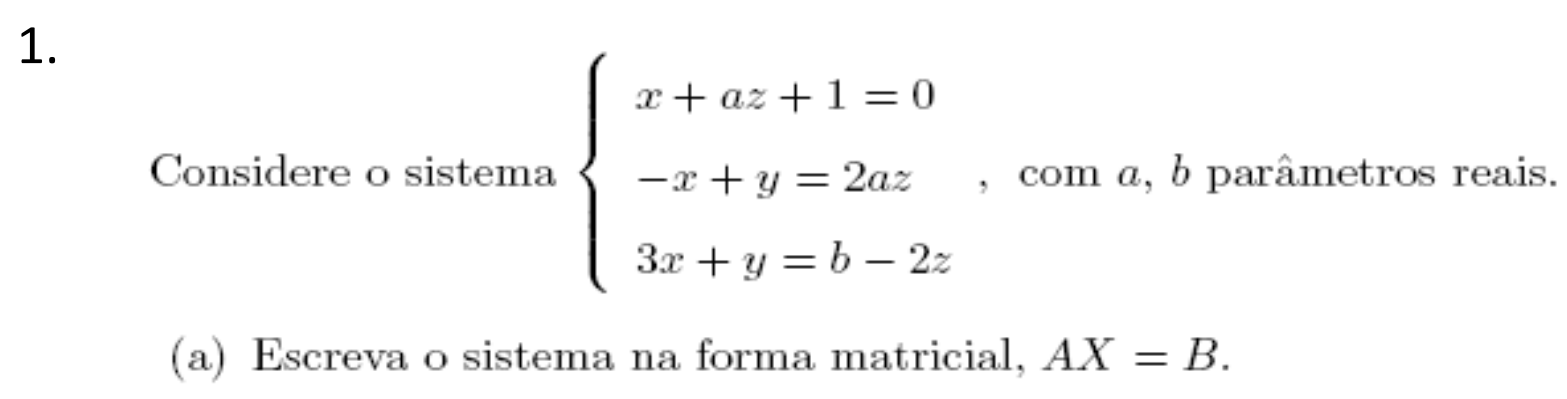 1.
x + az + 1 = 0
Considere o sistema { −x + y = 2az , com a, b parâmetros reais.
3x + y = b − 2z
(a) Escreva o sistema na forma matricial, AX = B.